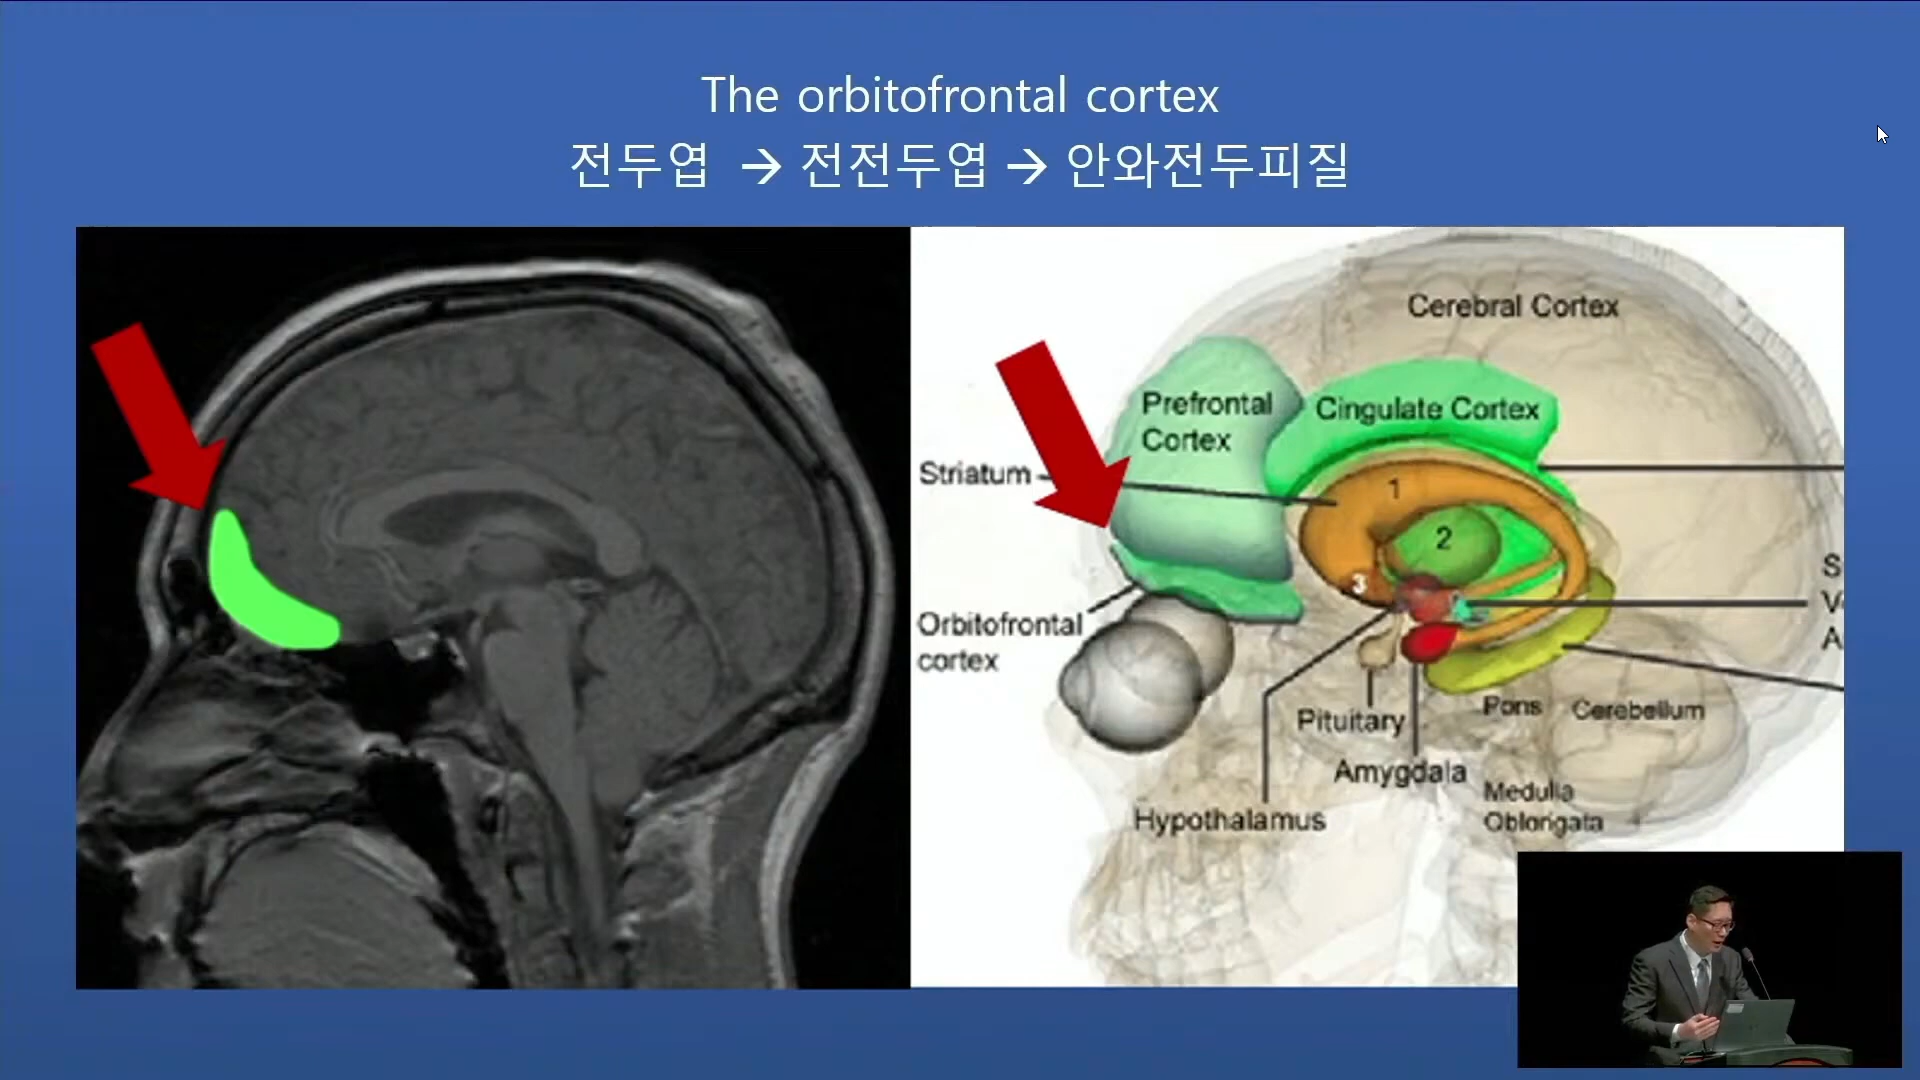 The orbitofrontal cortex
전두엽 → 전전두엽 → 안와전두피질
Cerebral Cortex
Prefrontal
Cortex
Cingulate Cortex
Striatum
1
2
3
Orbitofrontal
cortex
S
V
A
Pituitary
Pons
Cerebellum
Amygdala
Hypothalamus
Medulla
Oblongata